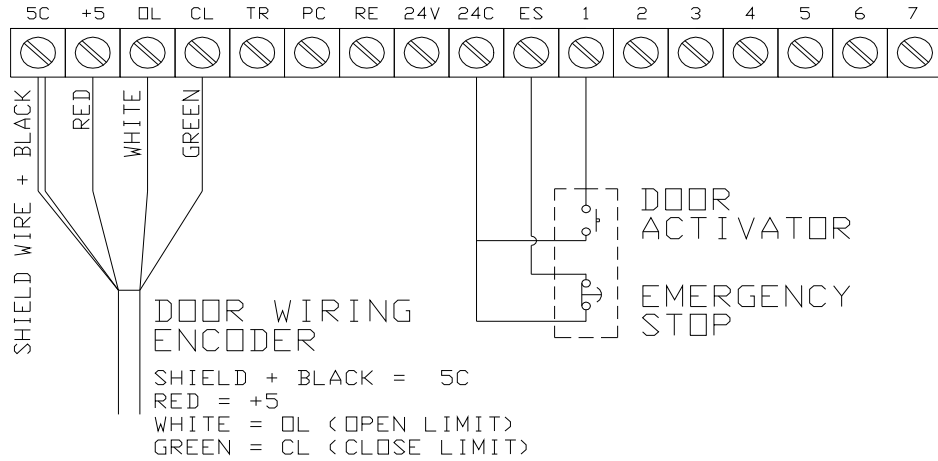 5C +5 OL CL TR PC RE 24V 24C ES 1 2 3 4 5 6 7
SHIELD WIRE + BLACK
RED
WHITE
GREEN
DOOR
ACTIVATOR
EMERGENCY
STOP
DOOR WIRING
ENCODER
SHIELD + BLACK = 5C
RED = +5
WHITE = OL (OPEN LIMIT)
GREEN = CL (CLOSE LIMIT)